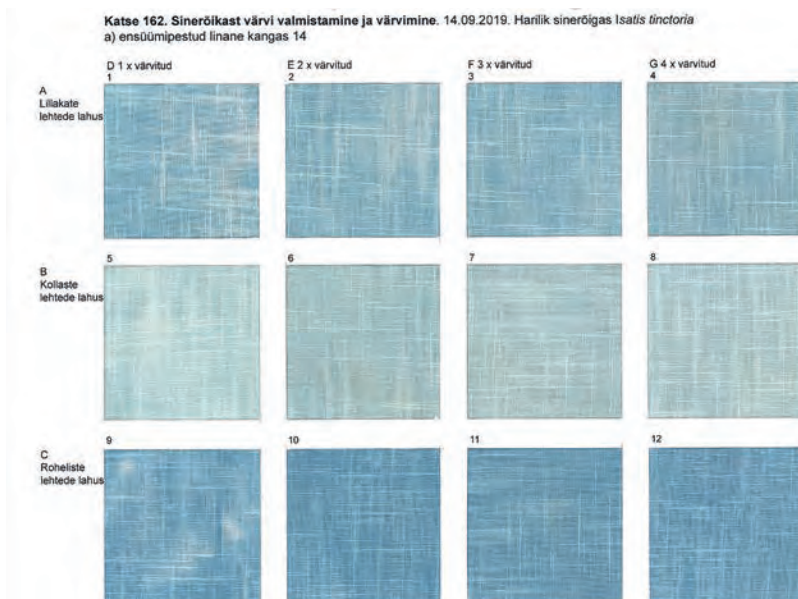 Katse 162. Sinerõikast värvi valmistamine ja värvimine. 14.09.2019. Harilik sinerõigas Isatis tinctoria
a) ensüümipestud linane kangas 14
D 1 x värvitud
E 2 x värvitud
F 3 x värvitud
G 4 x värvitud
1
2
3
4
A
Lillakate
lehtede lahus
5
6
7
8
B
Kollaste
lehtede lahus
9
10
11
12
C
Roheliste
lehtede lahus